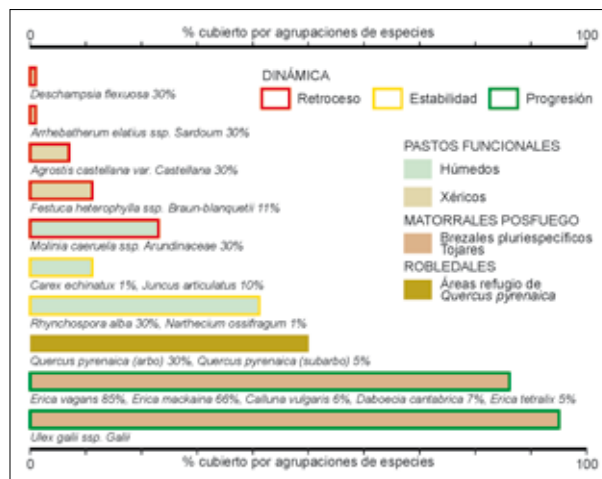 % cubierto por agrupaciones de especies
0
100
DINÁMICA
Retroceso
Estabilidad
Progresión
Deschampsia flexuosa 30%
Arrhebatherum elatius ssp. Sardoum 30%
Agrostis castellana var. Castellana 30%
Festuca heterophylla ssp. Braun-blanquetii 11%
Molinia caeruela ssp. Arundinaceae 30%
Carex echinatux 1%, Juncus articulatus 10%
Rhynchospora alba 30%, Narthecium ossifragum 1%
Quercus pyrenaica (arbo) 30%, Quercus pyrenaica (subarbo) 5%
Erica vagans 85%, Erica mackaina 66%, Calluna vulgaris 6%, Daboecia cantabrica 7%, Erica tetralix 5%
Ulex galii ssp. Galii
PASTOS FUNCIONALES
Húmedos
Xéricos
MATORRALES POSFUEGO
Brezales pluriespecíficos
Tojares
ROBLEDALES
Áreas refugio de
Quercus pyrenaica
0
% cubierto por agrupaciones de especies
100